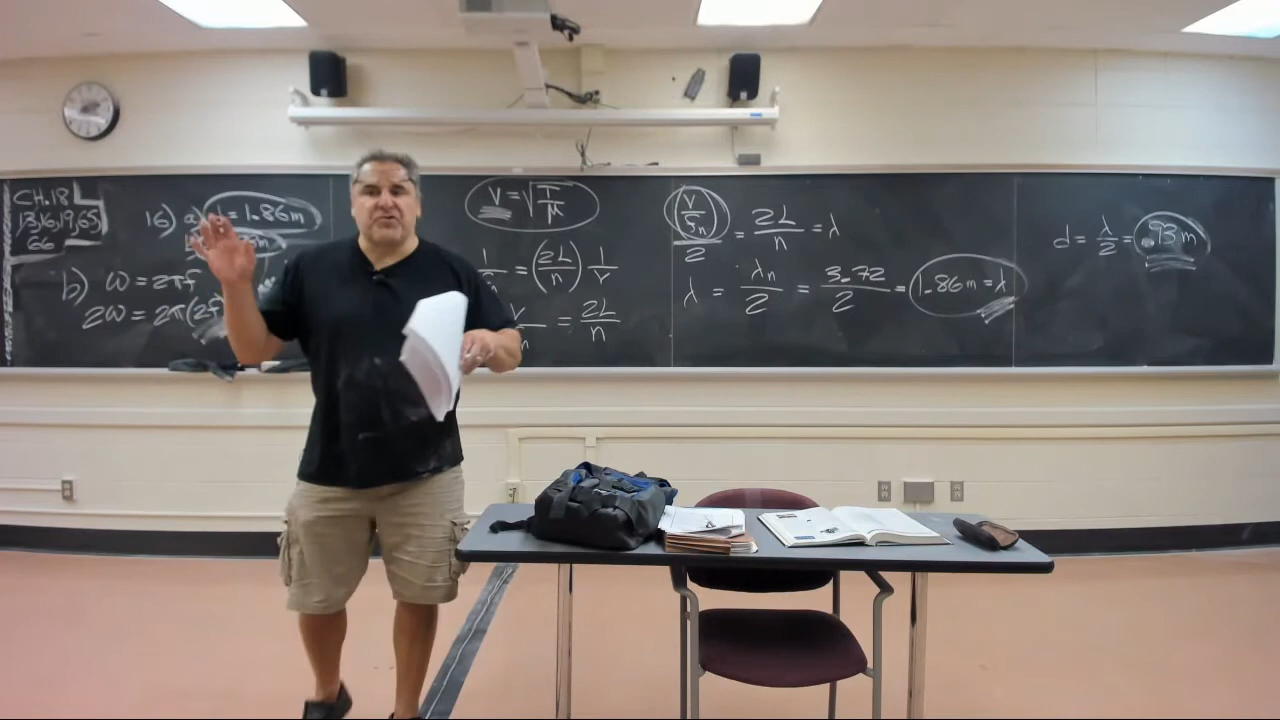 CH.18
13,16,19,65,
66
16) a) = 1.86m
b) ω = 2πf
2ω = 2π(2f
V = √T/μ
1/ = (2L/n) 1/v
V/n = 2L/n
V/2 = 2L/n = λ
λ = λn/2 = 3.72/2 = 1.86m = λ
d = λ/2 = .93m